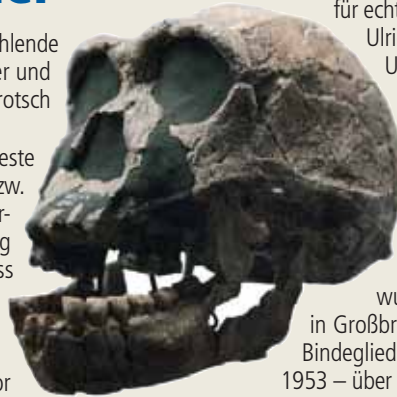 hlende
er und
rotsch
este
zw.
r-
g
ss
or
für echt
Ulri
U
wu
in Großbr
Bindeglied
1953 – über